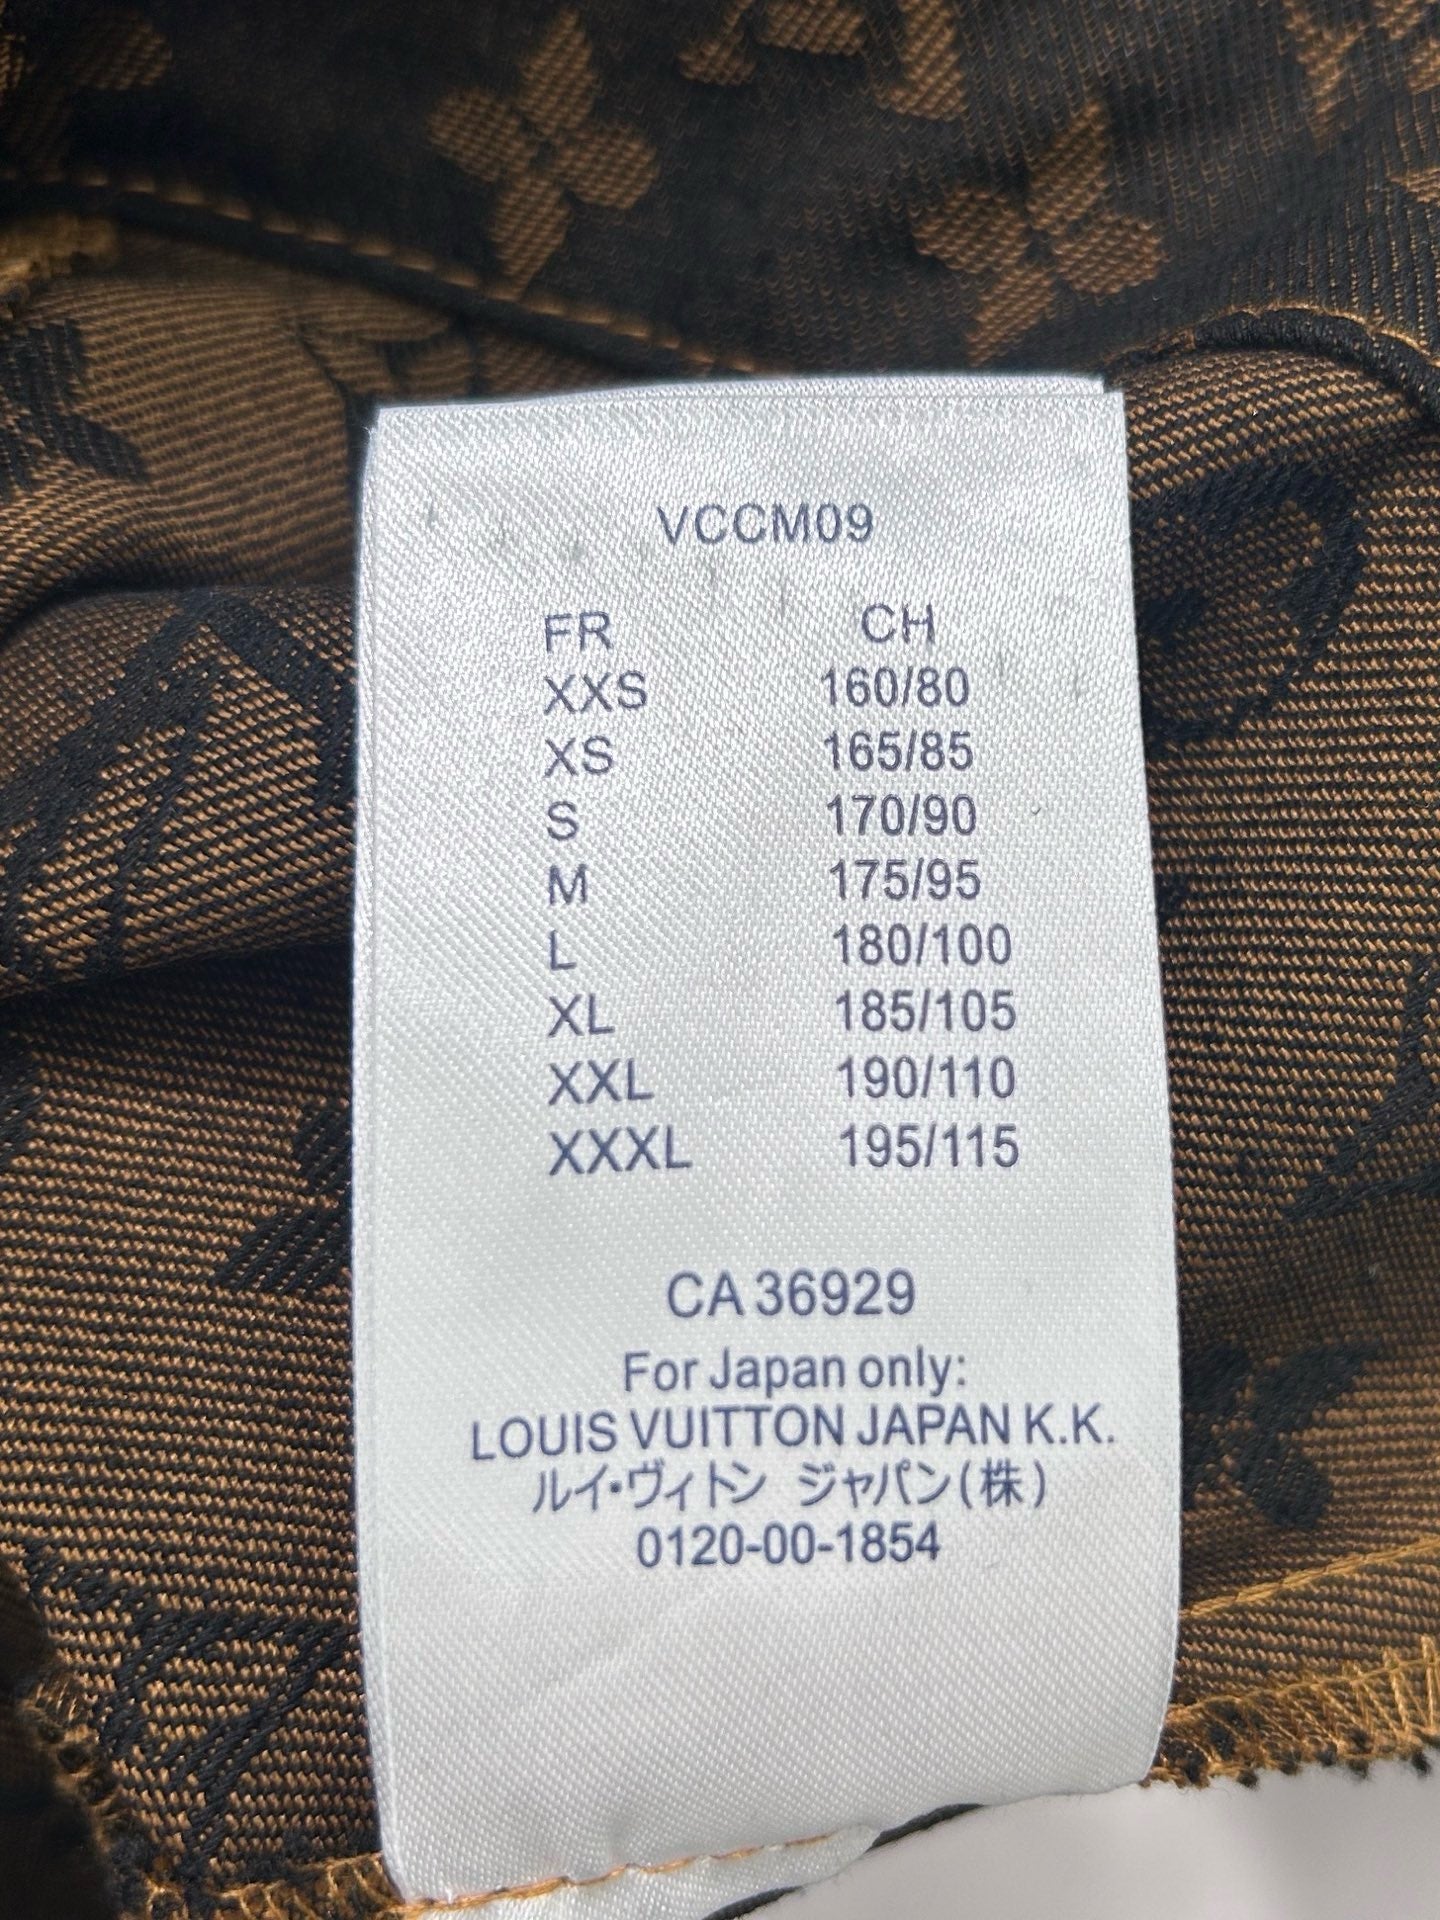 VCCM09
FR CH
XXS 160/80
XS 165/85
S 170/90
M 175/95
L 180/100
XL 185/105
XXL 190/110
XXXL 195/115
CA 36929
For Japan only:
LOUIS VUITTON JAPAN K.K.
ルイ・ヴィトン ジャパン(株)
0120-00-1854